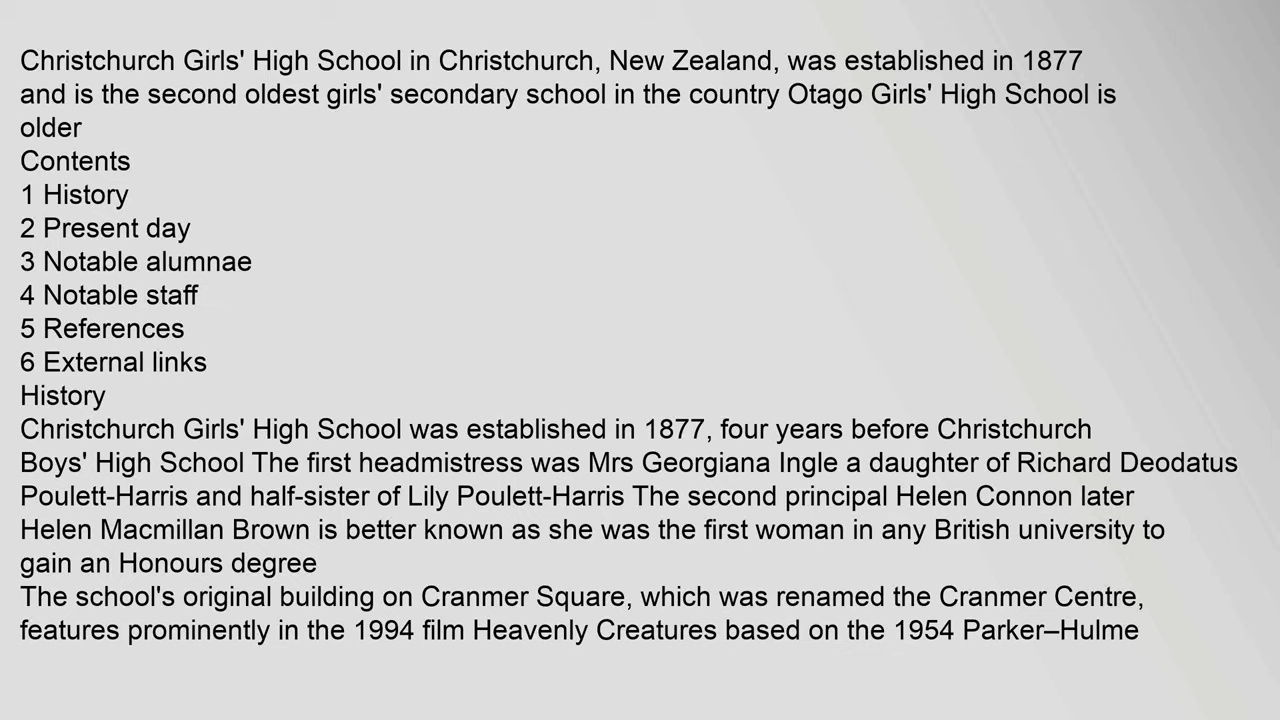 Christchurch Girls' High School in Christchurch, New Zealand, was established in 1877
and is the second oldest girls' secondary school in the country Otago Girls' High School is
older
Contents
1 History
2 Present day
3 Notable alumnae
4 Notable staff
5 References
6 External links
History
Christchurch Girls' High School was established in 1877, four years before Christchurch
Boys' High School The first headmistress was Mrs Georgiana Ingle a daughter of Richard Deodatus
Poulett-Harris and half-sister of Lily Poulett-Harris The second principal Helen Connon later
Helen Macmillan Brown is better known as she was the first woman in any British university to
gain an Honours degree
The school's original building on Cranmer Square, which was renamed the Cranmer Centre,
features prominently in the 1994 film Heavenly Creatures based on the 1954 Parker–Hulme